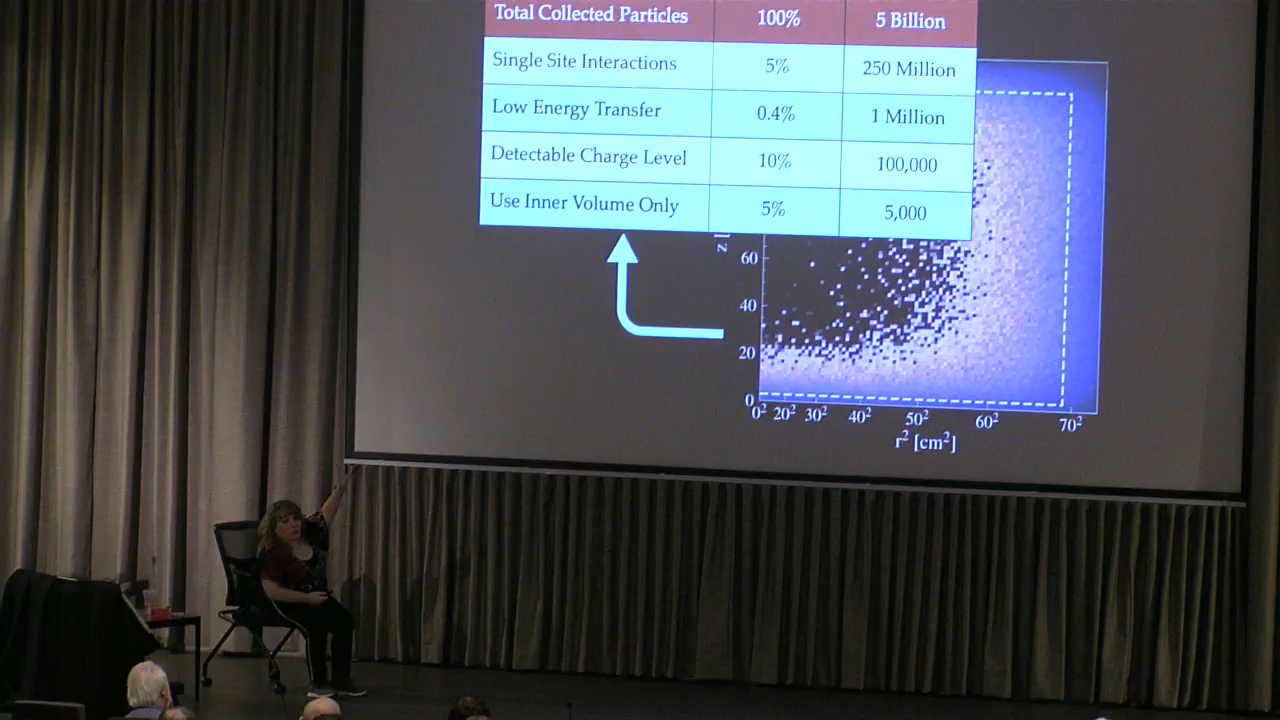 Total Collected Particles 100% 5 Billion
Single Site Interactions 5% 250 Million
Low Energy Transfer 0.4% 1 Million
Detectable Charge Level 10% 100,000
Use Inner Volume Only 5% 5,000
z
60
40
20
0
0² 20² 30² 40² 50² 60² 70²
r² [cm²]